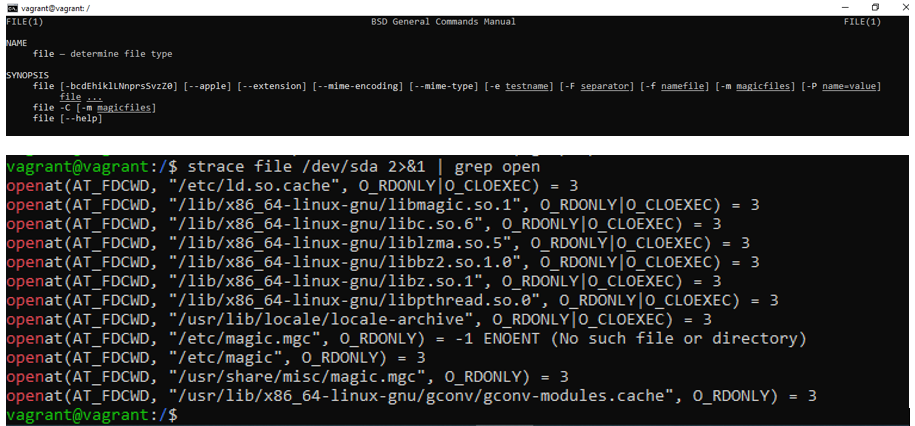 vagrant@vagrant: /
FILE(1) BSD General Commands Manual FILE(1)
NAME
file — determine file type
SYNOPSIS
file [-bcdEhiklLNnprsSvzZ0] [--apple] [--extension] [--mime-encoding] [--mime-type] [-e testname] [-F separator] [-f namefile] [-m magicfiles] [-P name=value]
file ...
file -C [-m magicfiles]
file [--help]
vagrant@vagrant:/$ strace file /dev/sda 2>&1 | grep open
openat(AT_FDCWD, "/etc/ld.so.cache", O_RDONLY|O_CLOEXEC) = 3
openat(AT_FDCWD, "/lib/x86_64-linux-gnu/libmagic.so.1", O_RDONLY|O_CLOEXEC) = 3
openat(AT_FDCWD, "/lib/x86_64-linux-gnu/libc.so.6", O_RDONLY|O_CLOEXEC) = 3
openat(AT_FDCWD, "/lib/x86_64-linux-gnu/liblzma.so.5", O_RDONLY|O_CLOEXEC) = 3
openat(AT_FDCWD, "/lib/x86_64-linux-gnu/libbz2.so.1.0", O_RDONLY|O_CLOEXEC) = 3
openat(AT_FDCWD, "/lib/x86_64-linux-gnu/libz.so.1", O_RDONLY|O_CLOEXEC) = 3
openat(AT_FDCWD, "/lib/x86_64-linux-gnu/libpthread.so.0", O_RDONLY|O_CLOEXEC) = 3
openat(AT_FDCWD, "/usr/lib/locale/locale-archive", O_RDONLY|O_CLOEXEC) = 3
openat(AT_FDCWD, "/etc/magic.mgc", O_RDONLY) = -1 ENOENT (No such file or directory)
openat(AT_FDCWD, "/etc/magic", O_RDONLY) = 3
openat(AT_FDCWD, "/usr/share/misc/magic.mgc", O_RDONLY) = 3
openat(AT_FDCWD, "/usr/lib/x86_64-linux-gnu/gconv/gconv-modules.cache", O_RDONLY) = 3
vagrant@vagrant:/$